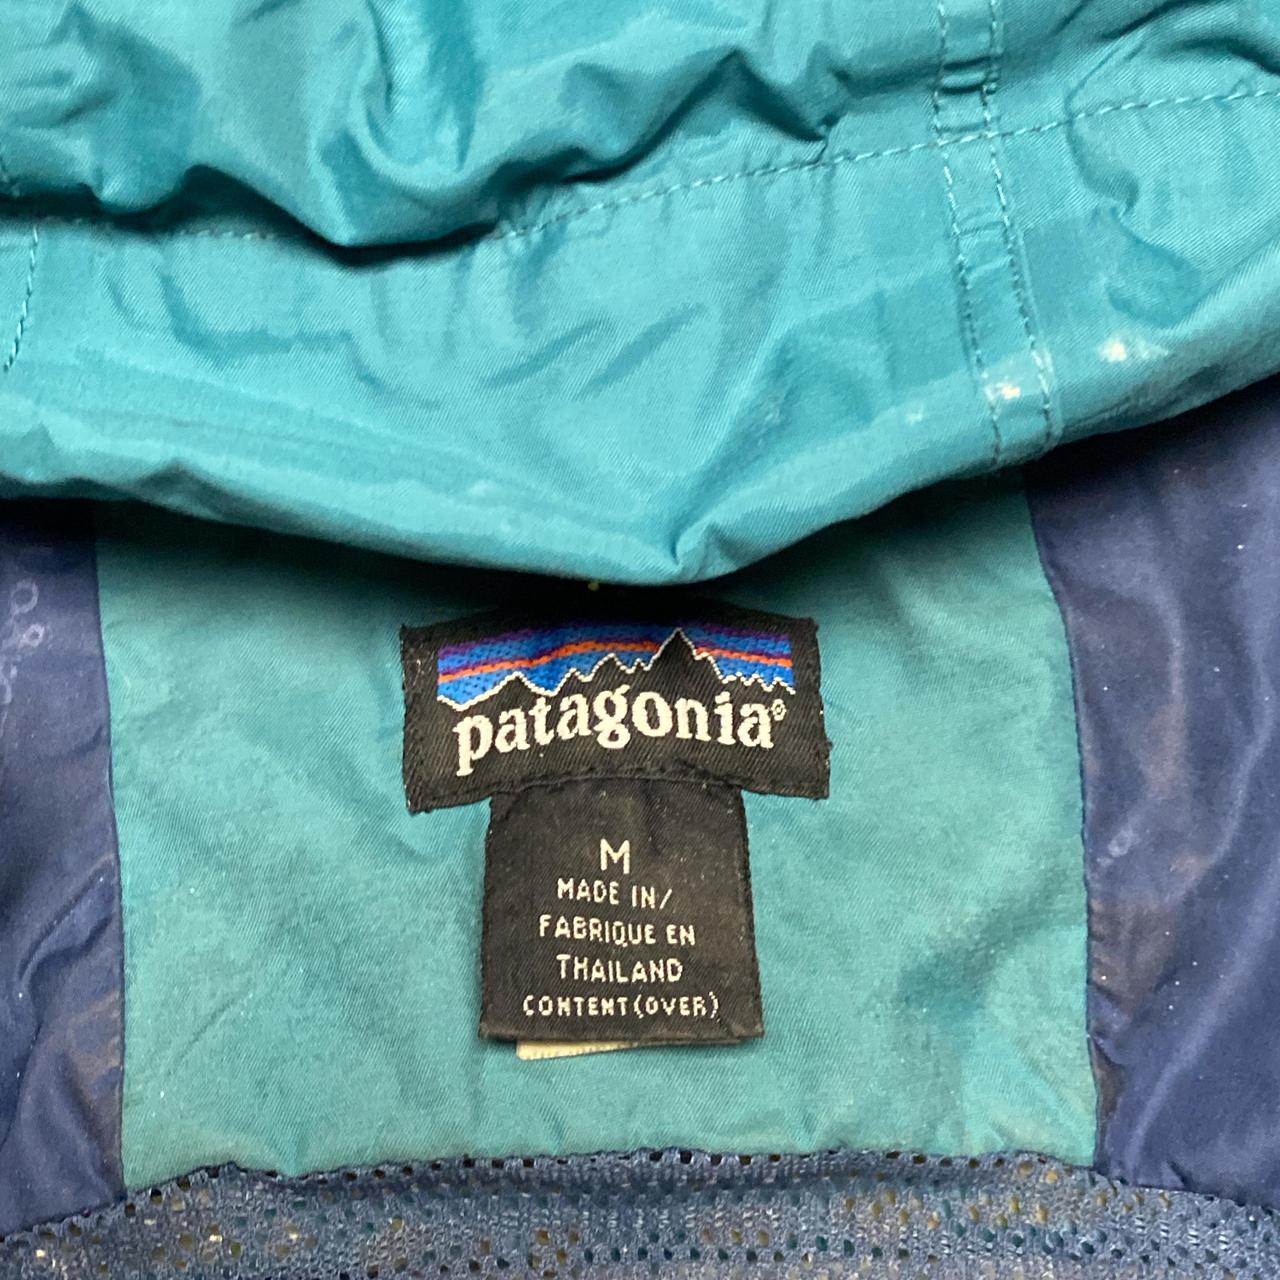 patagonia®
M
MADE IN/
FABRIQUE EN
THAILAND
CONTENT(OVER)